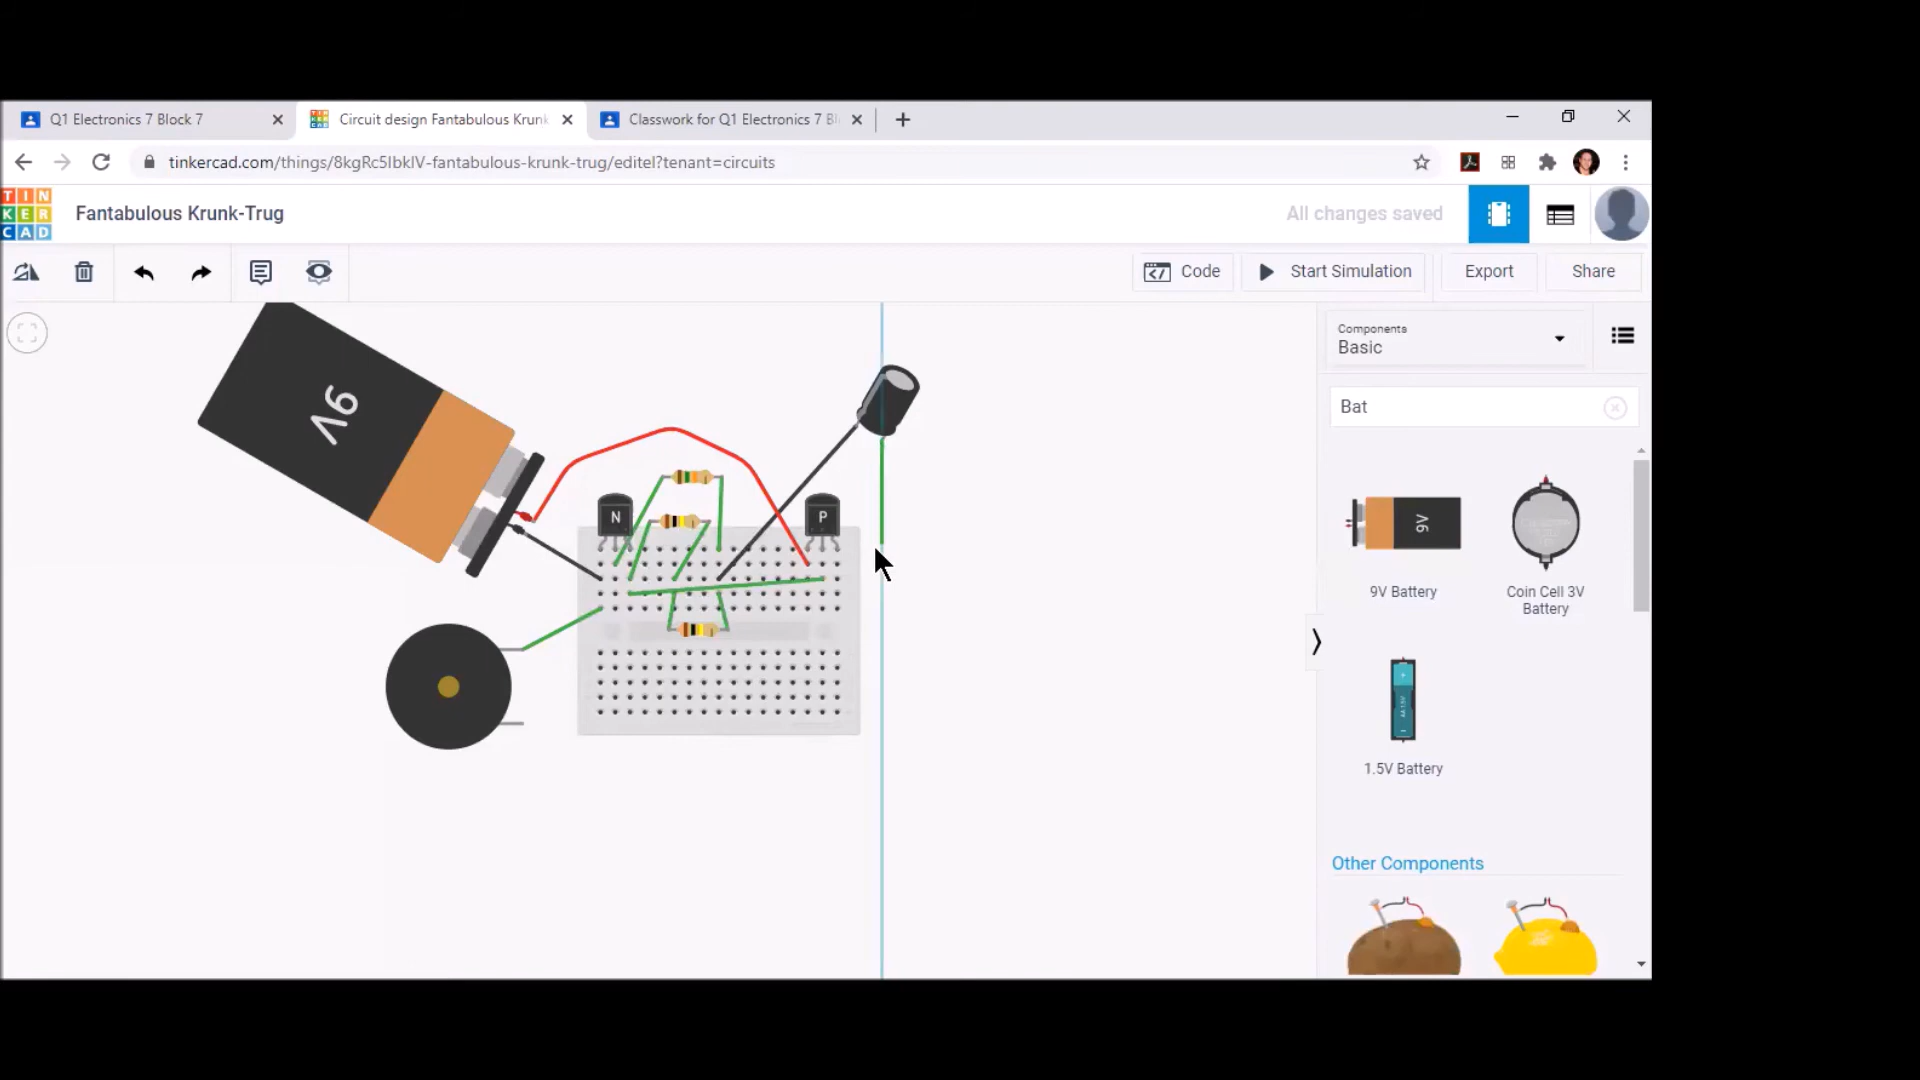 Q1 Electronics 7 Block 7
Circuit design Fantabulous Krunk
Classwork for Q1 Electronics 7 Bl
tinkercad.com/things/8kgRc5IbkIV-fantabulous-krunk-trug/editel?tenant=circuits
TIN
KER
CAD
Fantabulous Krunk-Trug
All changes saved
Code
Start Simulation
Export
Share
Components
Basic
Bat
9V
N
P
9V
9V Battery
Coin Cell 3V
Battery
1.5V Battery
Other Components